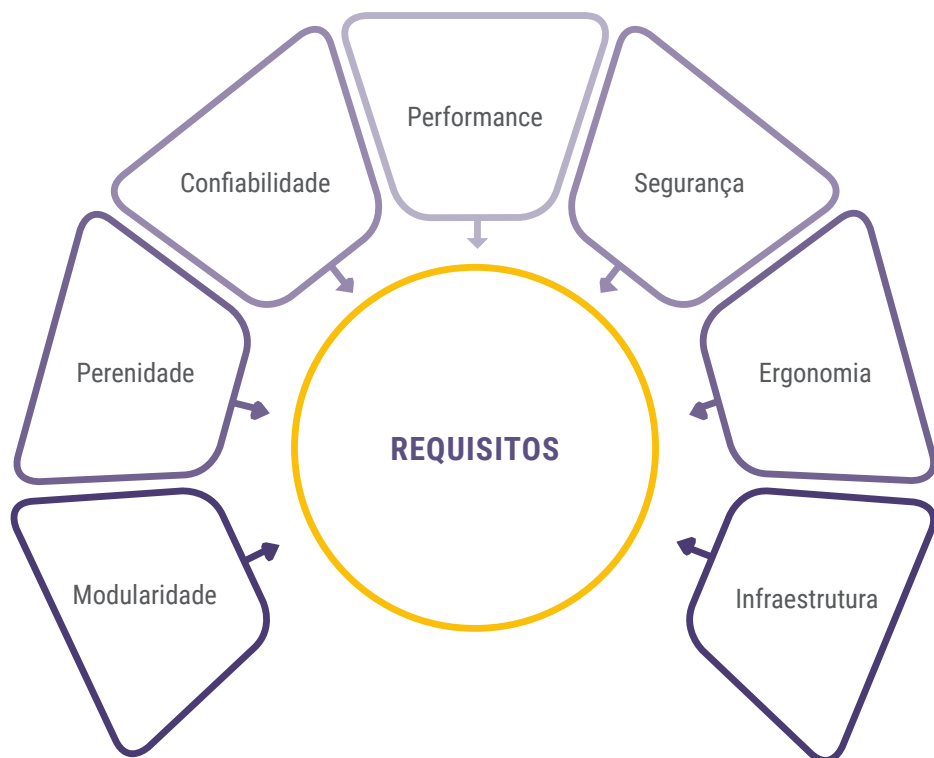 Performance
Confiabilidade
Segurança
Perenidade
Ergonomia
REQUISITOS
Modularidade
Infraestrutura